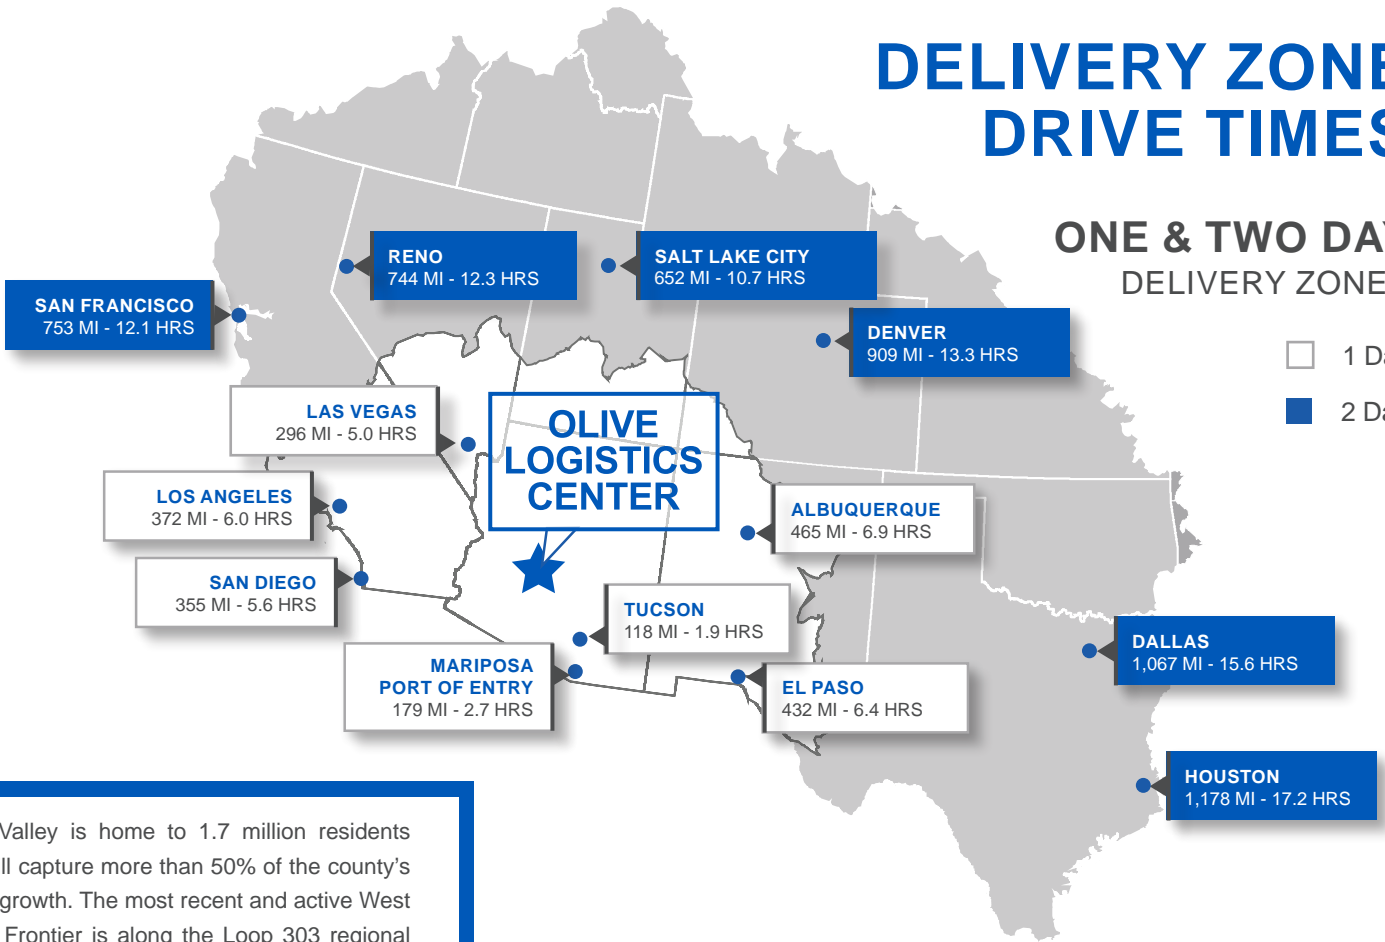 DELIVERY ZONE
DRIVE TIMES
ONE & TWO DAY
DELIVERY ZONE
1 Da
2 Da
RENO
744 MI - 12.3 HRS
SALT LAKE CITY
652 MI - 10.7 HRS
SAN FRANCISCO
753 MI - 12.1 HRS
DENVER
909 MI - 13.3 HRS
LAS VEGAS
296 MI - 5.0 HRS
OLIVE
LOGISTICS
CENTER
LOS ANGELES
372 MI - 6.0 HRS
ALBUQUERQUE
465 MI - 6.9 HRS
SAN DIEGO
355 MI - 5.6 HRS
TUCSON
118 MI - 1.9 HRS
MARIPOSA
PORT OF ENTRY
179 MI - 2.7 HRS
EL PASO
432 MI - 6.4 HRS
DALLAS
1,067 MI - 15.6 HRS
HOUSTON
1,178 MI - 17.2 HRS
Valley is home to 1.7 million residents
ll capture more than 50% of the county's
growth. The most recent and active West
Frontier is along the Loop 303 regional